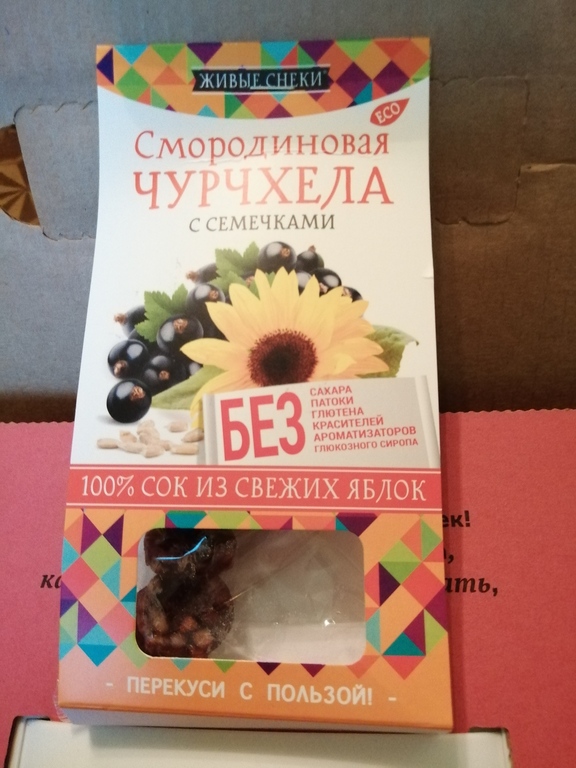 ЖИВЫЕ СНЕКИ
ECO
Смородиновая
ЧУРЧХЕЛА
С СЕМЕЧКАМИ
БЕЗ
САХАРА
ПАТОКИ
ГЛЮТЕНА
КРАСИТЕЛЕЙ
АРОМАТИЗАТОРОВ
ГЛЮКОЗНОГО СИРОПА
100% СОК ИЗ СВЕЖИХ ЯБЛОК
- ПЕРЕКУСИ С ПОЛЬЗОЙ! -